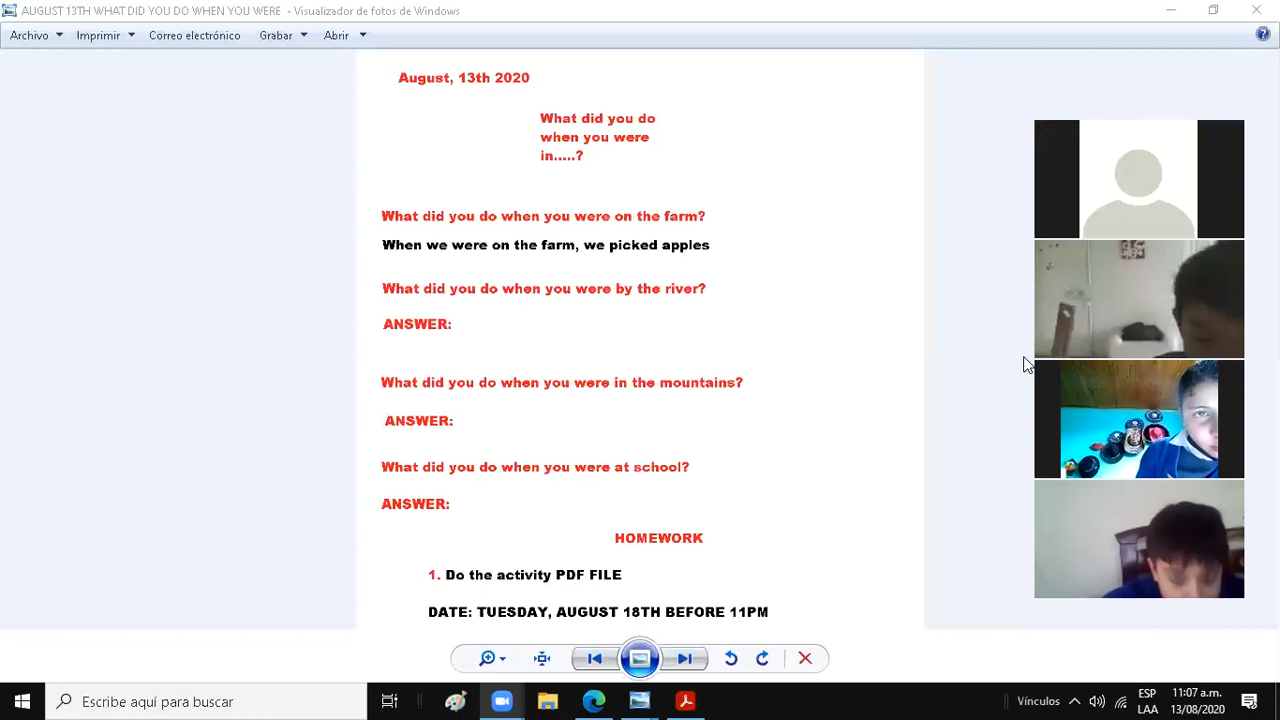 AUGUST 13TH WHAT DID YOU DO WHEN YOU WERE - Visualizador de fotos de Windows
Archivo Imprimir Correo electrónico Grabar Abrir
August, 13th 2020
What did you do
when you were
in.....?
What did you do when you were on the farm?
When we were on the farm, we picked apples
What did you do when you were by the river?
ANSWER:
What did you do when you were in the mountains?
ANSWER:
What did you do when you were at school?
ANSWER:
HOMEWORK
1. Do the activity PDF FILE
DATE: TUESDAY, AUGUST 18TH BEFORE 11PM
Escribe aquí para buscar
Vínculos
ESP
LAA
11:07 a.m.
13/08/2020